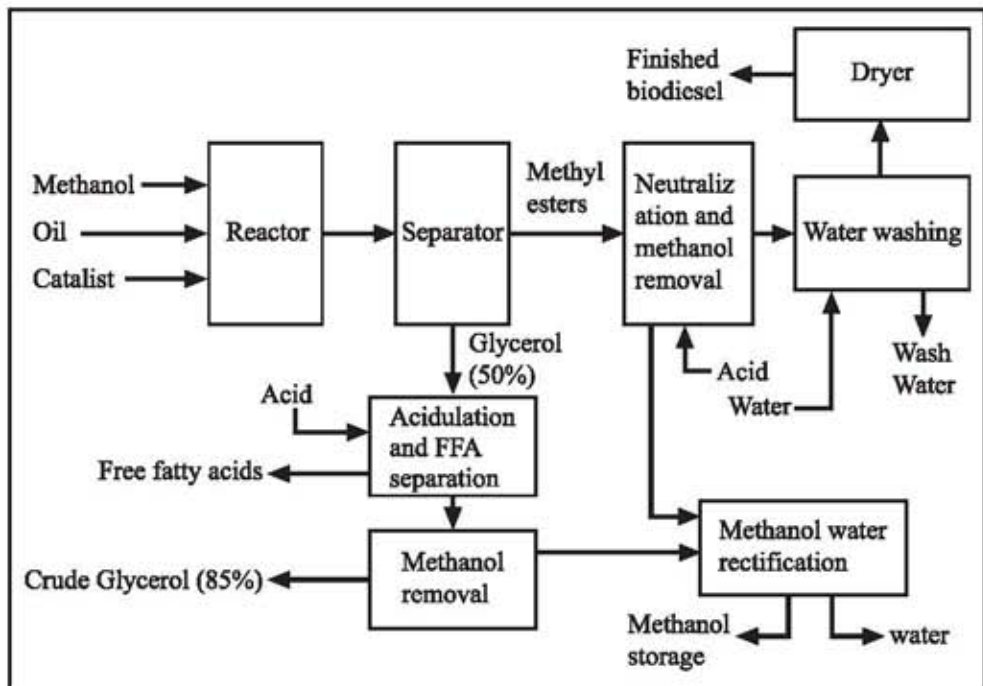 Finished
biodiesel
Dryer
Methanol
Oil
Catalist
Reactor
Separator
Methyl
esters
Neutraliz
ation and
methanol
removal
Water washing
Glycerol
(50%)
Acid
Water
Wash
Water
Acid
Acidulation
and FFA
separation
Free fatty acids
Methanol
removal
Crude Glycerol (85%)
Methanol water
rectification
Methanol
storage
water